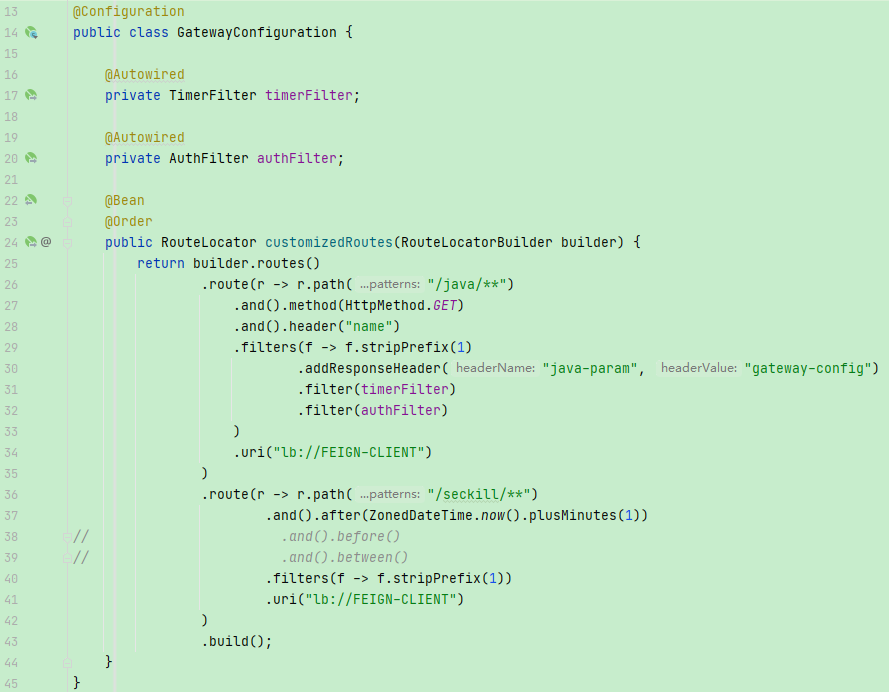 13 @Configuration
14 public class GatewayConfiguration {
15
16 @Autowired
17 private TimerFilter timerFilter;
18
19 @Autowired
20 private AuthFilter authFilter;
21
22 @Bean
23 @Order
24 @ public RouteLocator customizedRoutes(RouteLocatorBuilder builder) {
25 return builder.routes()
26 .route(r -> r.path( ...patterns: "/java/**")
27 .and().method(HttpMethod.GET)
28 .and().header("name")
29 .filters(f -> f.stripPrefix(1)
30 .addResponseHeader( headerName: "java-param", headerValue: "gateway-config")
31 .filter(timerFilter)
32 .filter(authFilter)
33 )
34 .uri("lb://FEIGN-CLIENT")
35 )
36 .route(r -> r.path( ...patterns: "/seckill/**")
37 .and().after(ZonedDateTime.now().plusMinutes(1))
38 // .and().before()
39 // .and().between()
40 .filters(f -> f.stripPrefix(1))
41 .uri("lb://FEIGN-CLIENT")
42 )
43 .build();
44 }
45 }